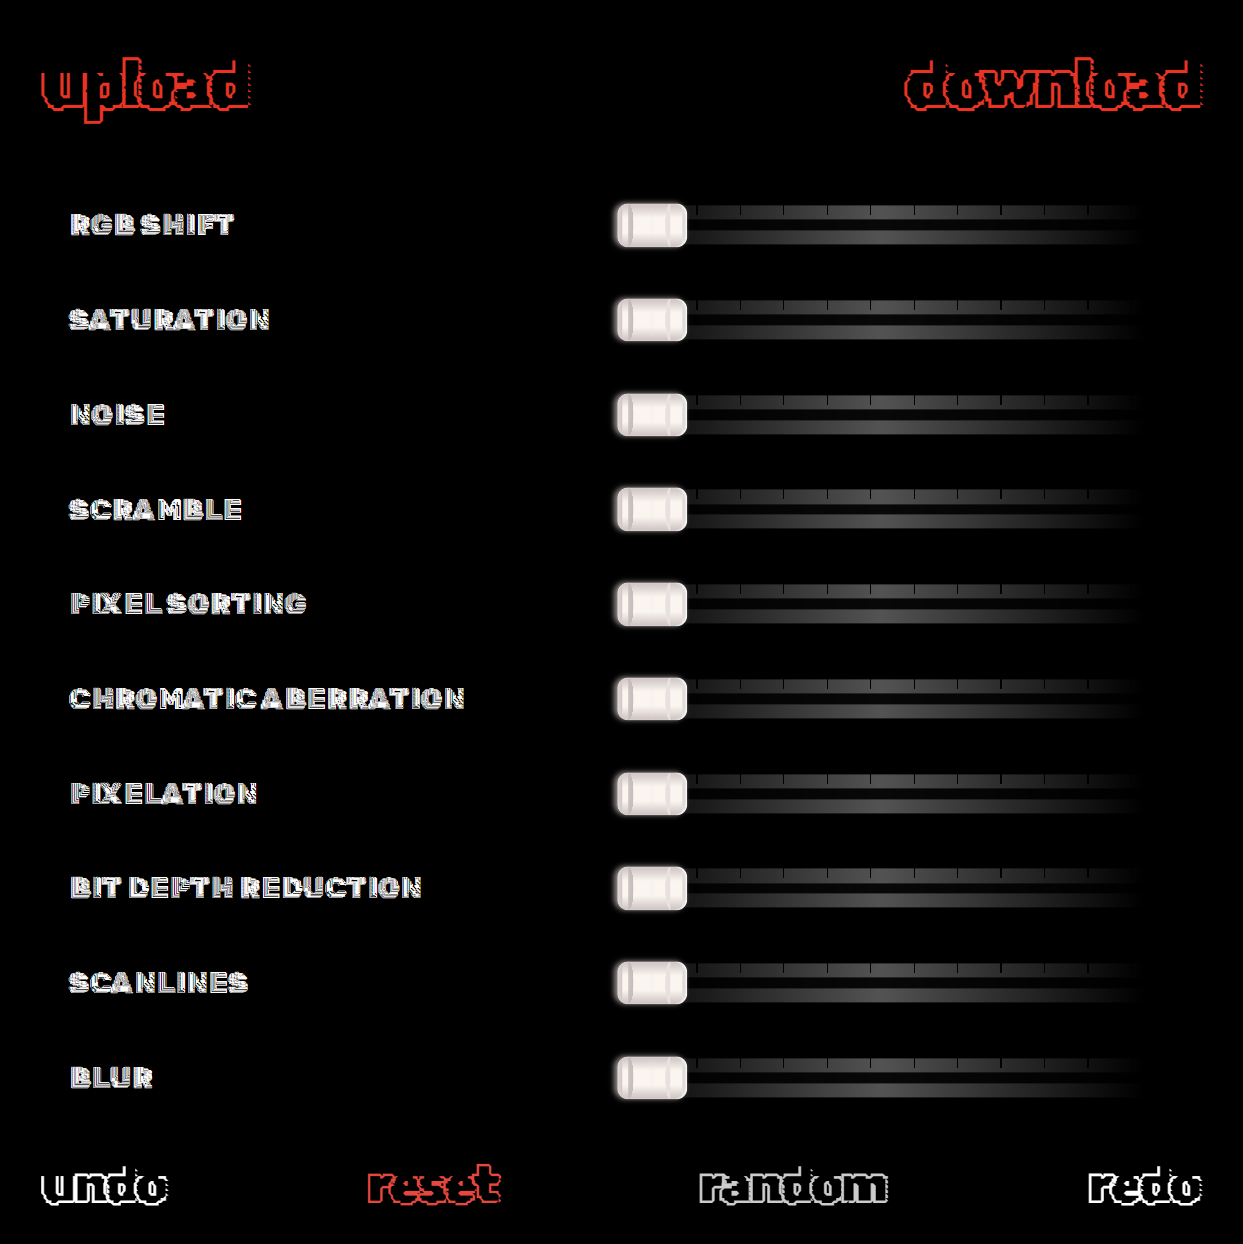 upload download
RGB SHIFT
SATURATION
NOISE
SCRAMBLE
PIXEL SORTING
CHROMATIC ABERRATION
PIXELATION
BIT DEPTH REDUCTION
SCANLINES
BLUR
undo reset random redo